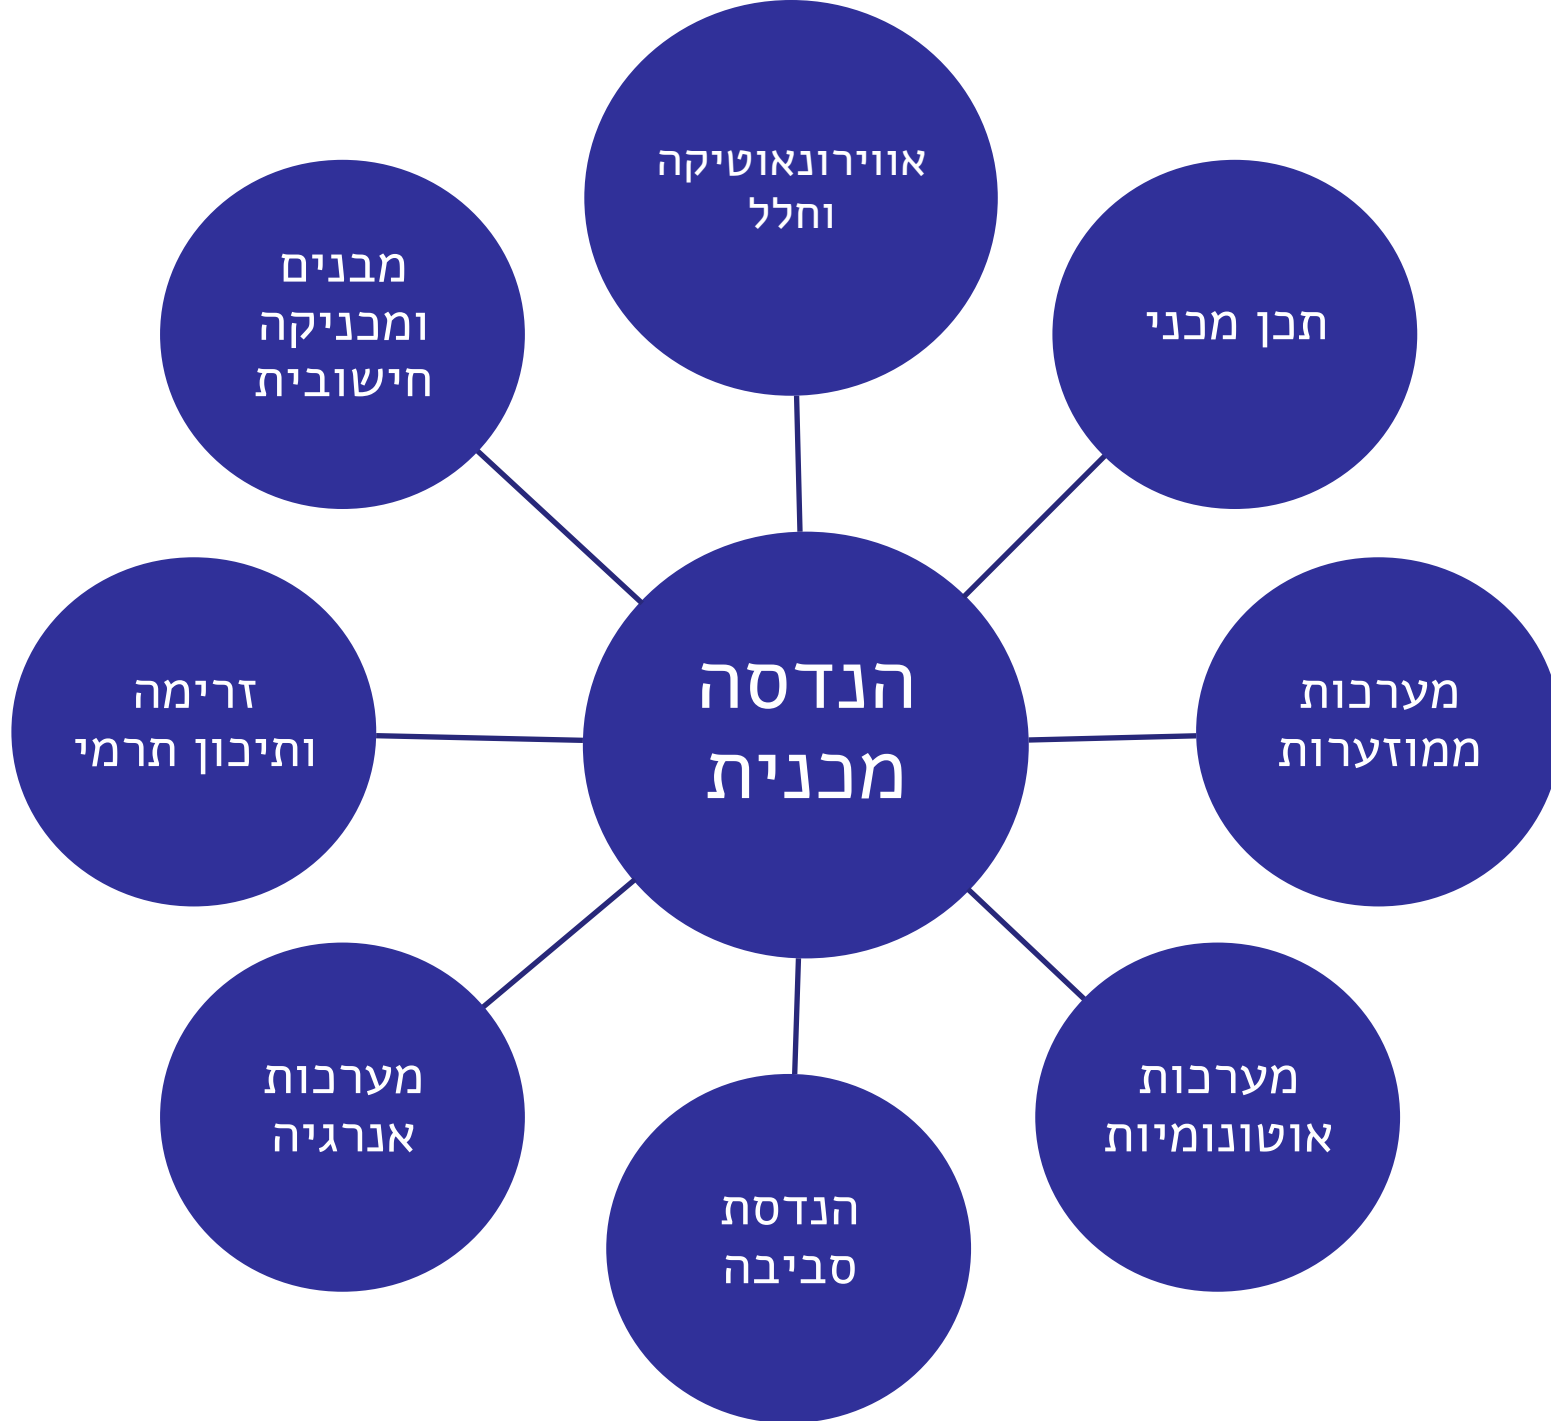 אווירונאוטיקה
וחלל
תכן מכני
מבנים
ומכניקה
חישובית
הנדסה
מכנית
מערכות
ממוזערות
זרימה
ותיכון תרמי
מערכות
אוטונומיות
מערכות
אנרגיה
הנדסת
סביבה